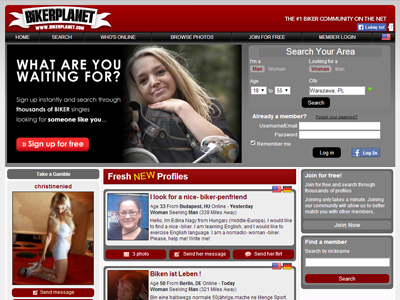 BIKERPLANET
WWW.BIKERPLANET.COM
THE #1 BIKER COMMUNITY ON THE NET
HOME
SEARCH
WHO'S ONLINE
BROWSE PHOTOS
JOIN FOR FREE
MEMBER LOGIN
WHAT ARE YOU
WAITING FOR?
Sign up instantly and search through
thousands of BIKER singles
looking for someone like you...
» Sign up for free
Search Your Area
I'm a
Looking for a
Man
Woman
Woman
Man
Age
City
18
to
55
Warszawa, PL
Search
Already a member?
Forgot your password?
Username/Email
Password
Remember me
Log in
f Log In
Take a Gamble
christinenied
Send message
Fresh NEW Profiles
I look for a nice- biker-penfriend
Age 33 From Budapest, HU Online - Yesterday
Woman Seeking Man (339 Miles Away)
Hello, Im Edina Nagy from Hungary (middle-Europa). I would like
to find a nice -biker. I am learning English, and I would like to
exercise English language. I am a nomadic- woman -biker.
Please, help me! Write me!
3 photo
Send her message
Send her flirt
Biken ist Leben !
Age 50 From Berlin, DE Online - Today
Woman Seeking Man (321 Miles Away)
Bin eine halbwegs normale 50jährige,mache ne Menge Sport.
Join for free!
Join for free and search through
thousands of profiles
Joining only takes a minute. Joining
our community will allow us to better
match you with other members.
Join Now
Find a member
Search by nickname
Search